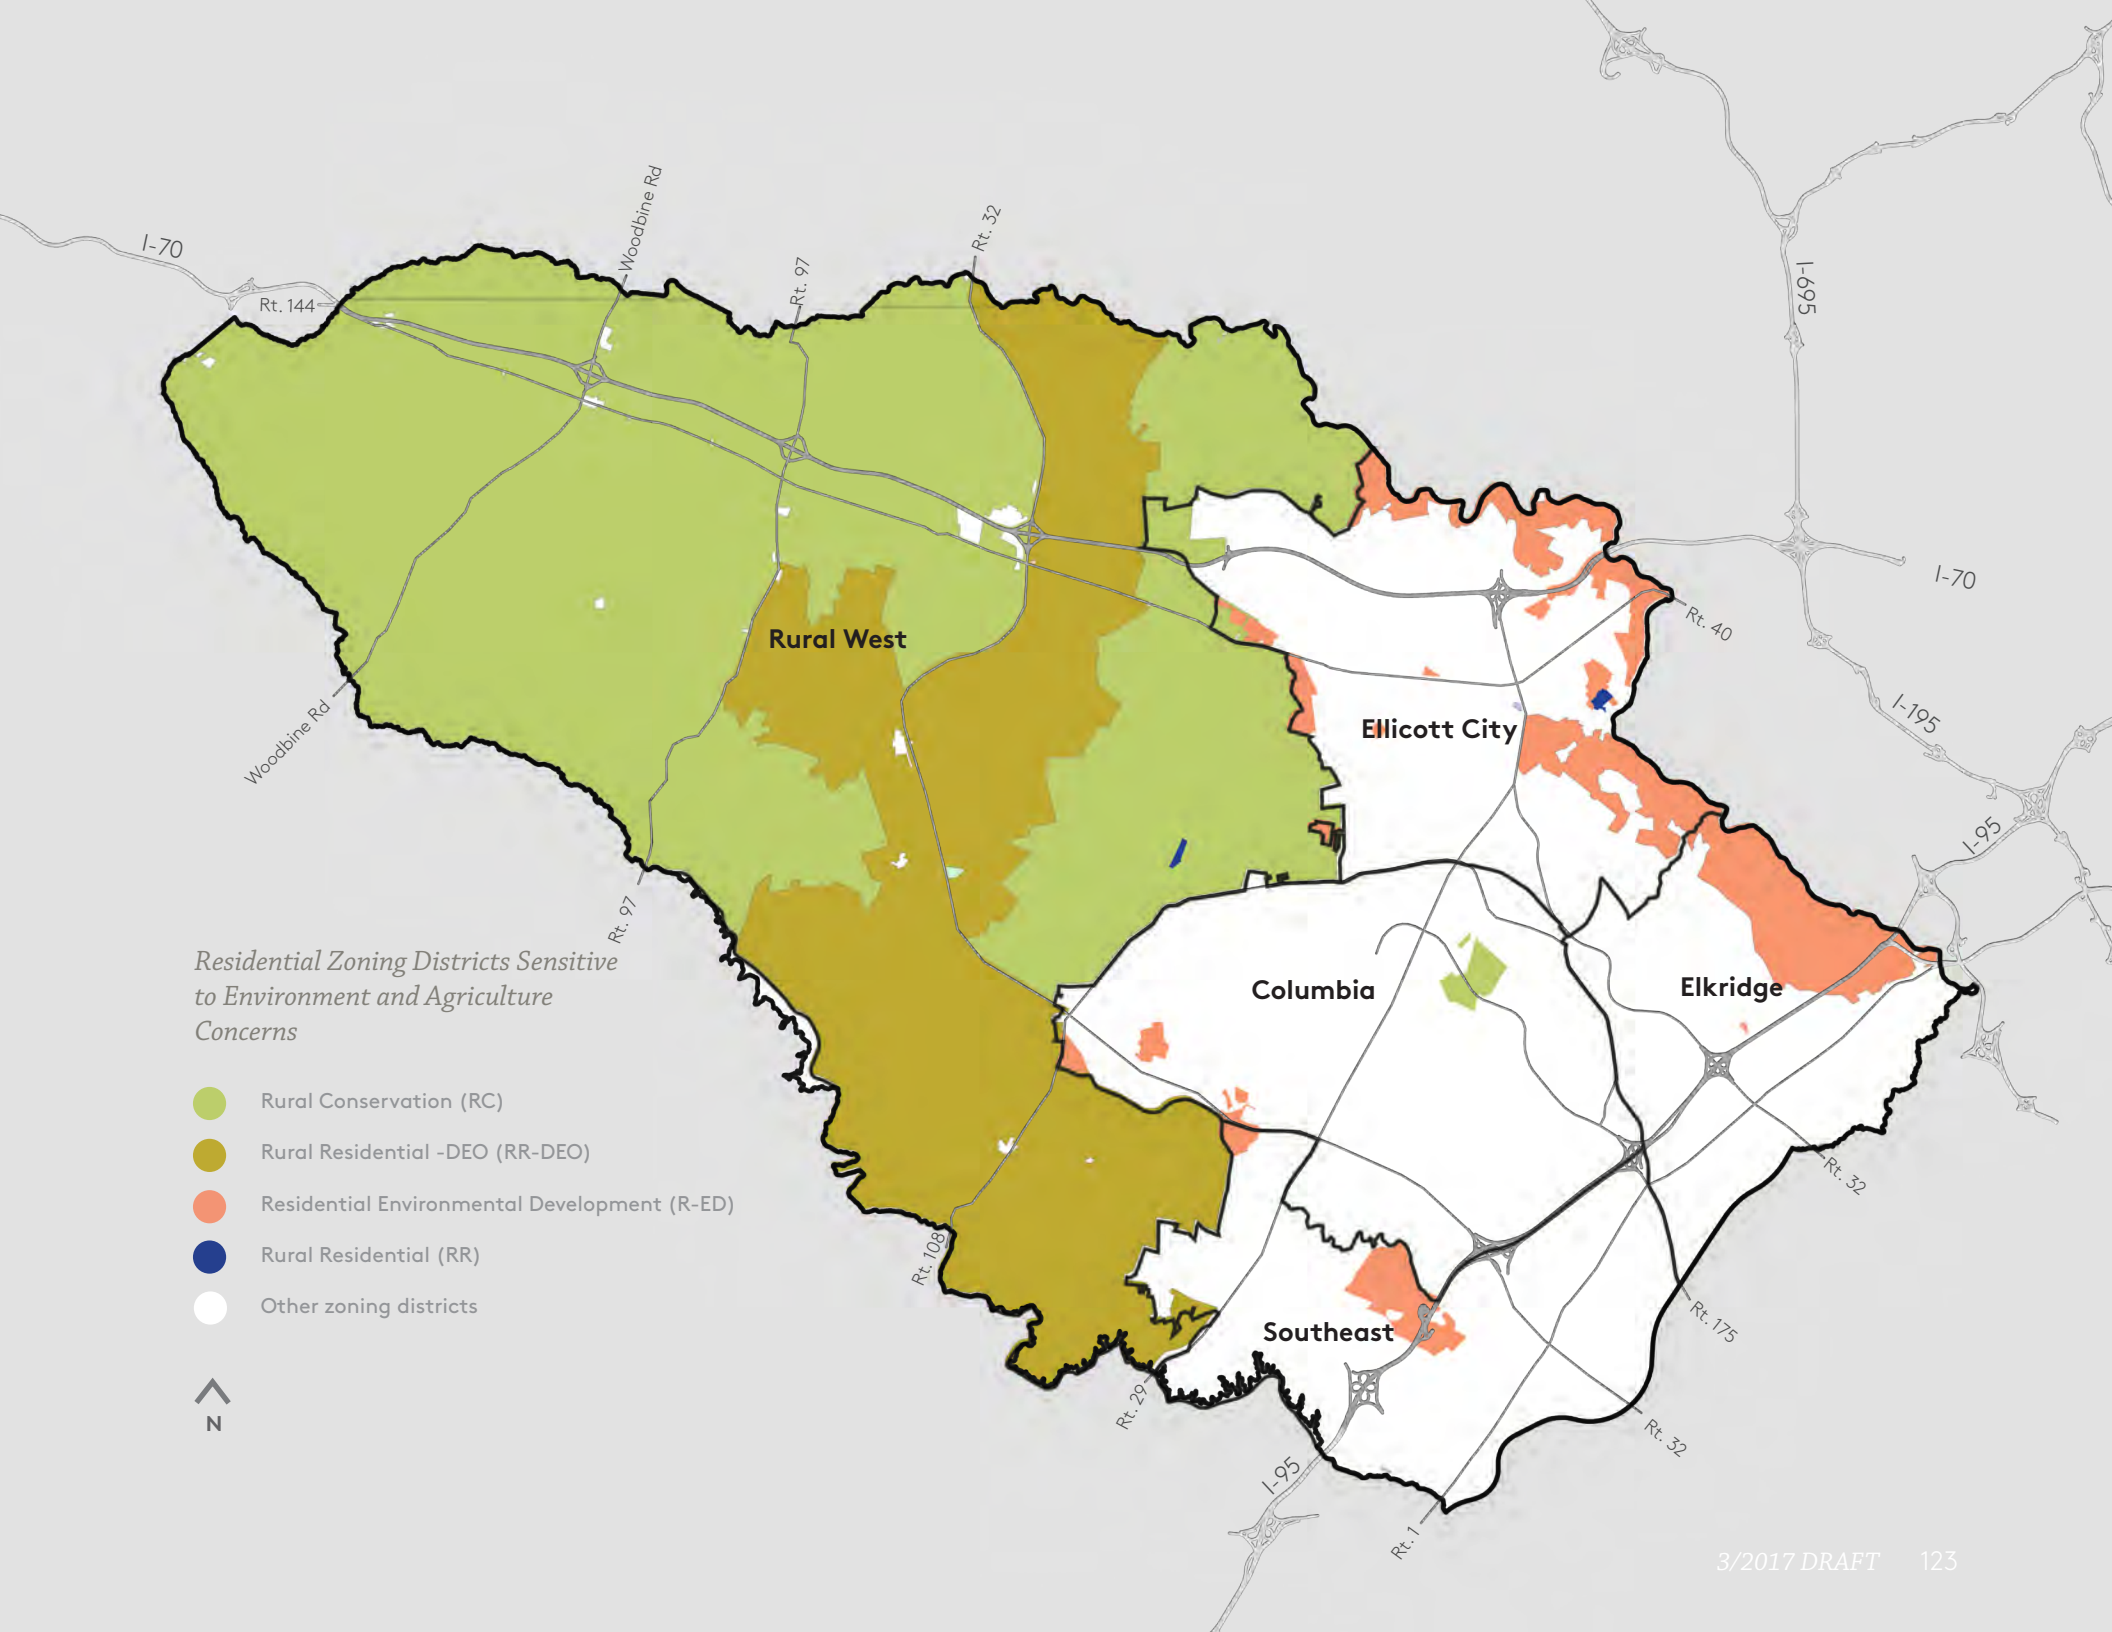 I-70
Rt. 144
Woodbine Rd
Rt. 97
Rt. 32
I-695
I-70
Rt. 40
I-195
I-95
Rural West
Ellicott City
Woodbine Rd
Rt. 97
Columbia
Elkridge
Residential Zoning Districts Sensitive
to Environment and Agriculture
Concerns
Rural Conservation (RC)
Rural Residential -DEO (RR-DEO)
Residential Environmental Development (R-ED)
Rural Residential (RR)
Other zoning districts
N
Rt. 108
Rt. 32
Southeast
Rt. 175
Rt. 29
Rt. 32
I-95
Rt. 1
3/2017 DRAFT 123